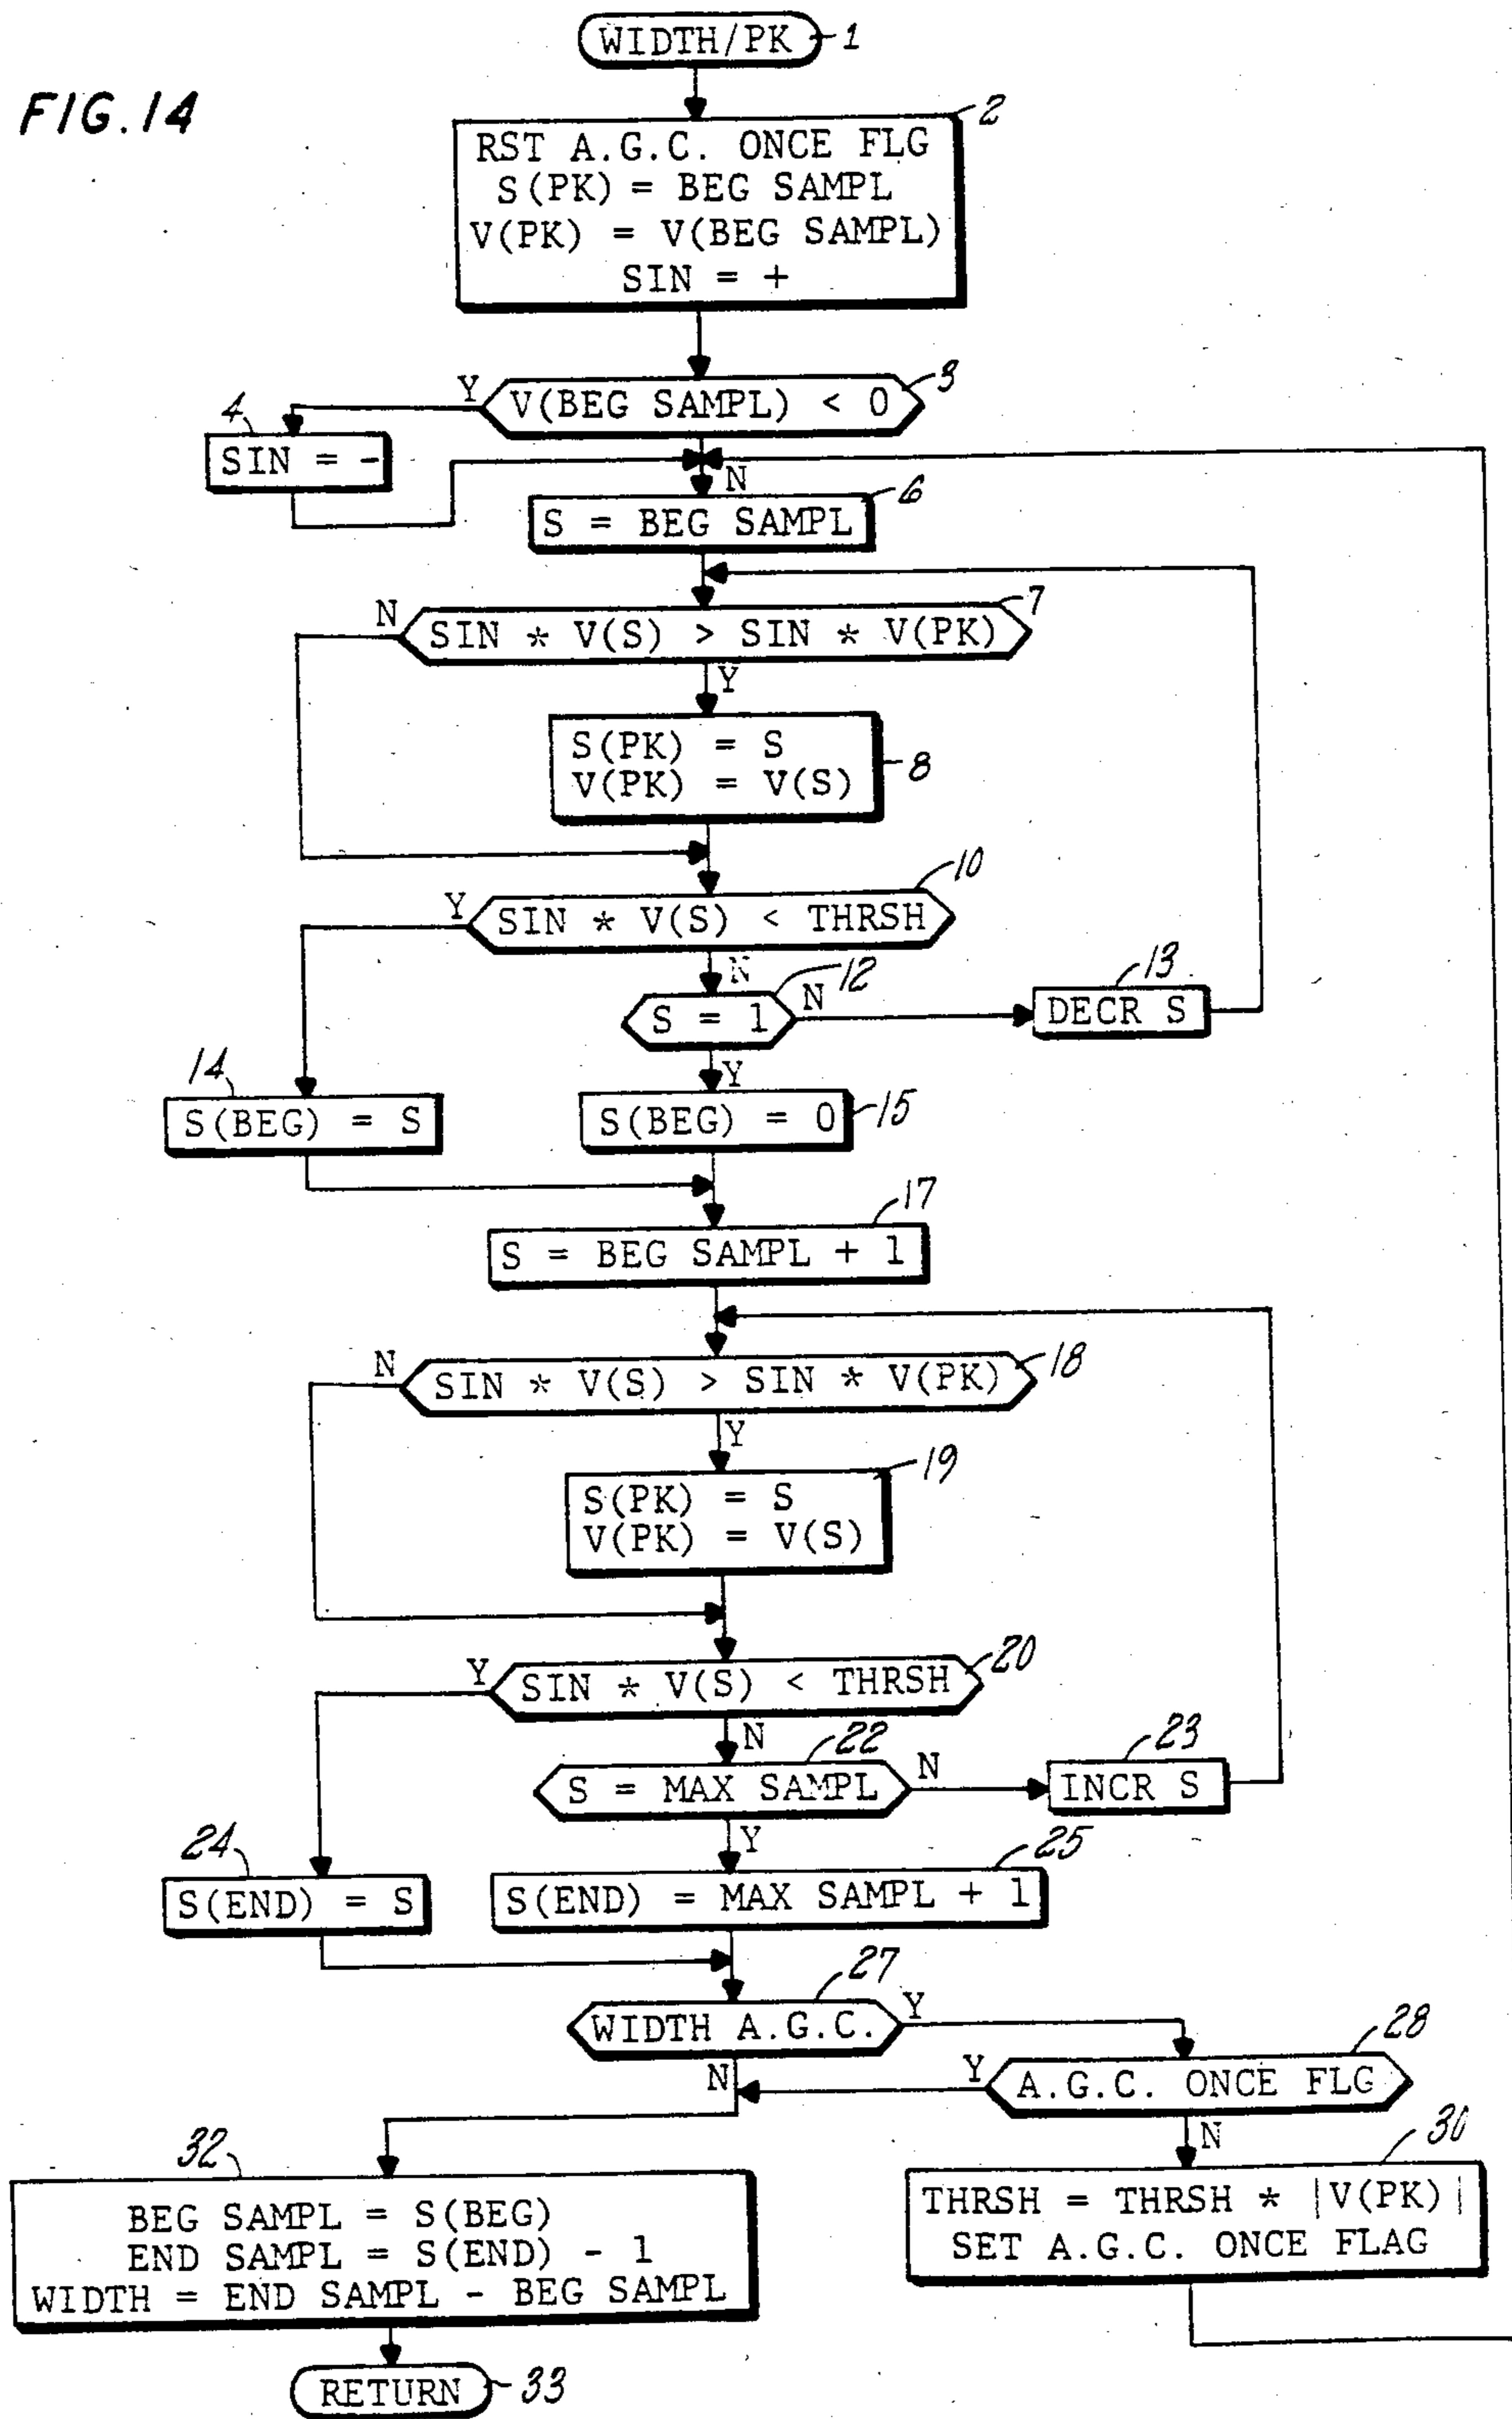 FIG.14
WIDTH/PK
1
2
RST A.G.C. ONCE FLG
S(PK) = BEG SAMPL
V(PK) = V(BEG SAMPL)
SIN = +
3
Y
V(BEG SAMPL) < 0
4
SIN = -
N
6
S = BEG SAMPL
7
N
SIN * V(S) > SIN * V(PK)
Y
S(PK) = S
V(PK) = V(S)
8
10
Y
SIN * V(S) < THRSH
N
12
S = 1
N
13
DECR S
Y
14
S(BEG) = S
S(BEG) = 0
15
17
S = BEG SAMPL + 1
18
N
SIN * V(S) > SIN * V(PK)
Y
19
S(PK) = S
V(PK) = V(S)
20
Y
SIN * V(S) < THRSH
N
22
S = MAX SAMPL
N
23
INCR S
Y
24
S(END) = S
25
S(END) = MAX SAMPL + 1
27
WIDTH A.G.C.
Y
28
N
Y
A.G.C. ONCE FLG
N
30
THRSH = THRSH * |V(PK)|
SET A.G.C. ONCE FLAG
32
BEG SAMPL = S(BEG)
END SAMPL = S(END) - 1
WIDTH = END SAMPL - BEG SAMPL
RETURN
33